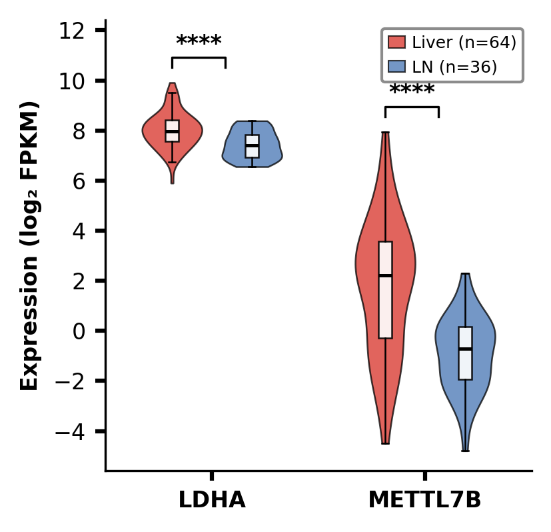 Expression (log₂ FPKM)
12
10
8
6
4
2
0
−2
−4
****
****
Liver (n=64)
LN (n=36)
LDHA
METTL7B